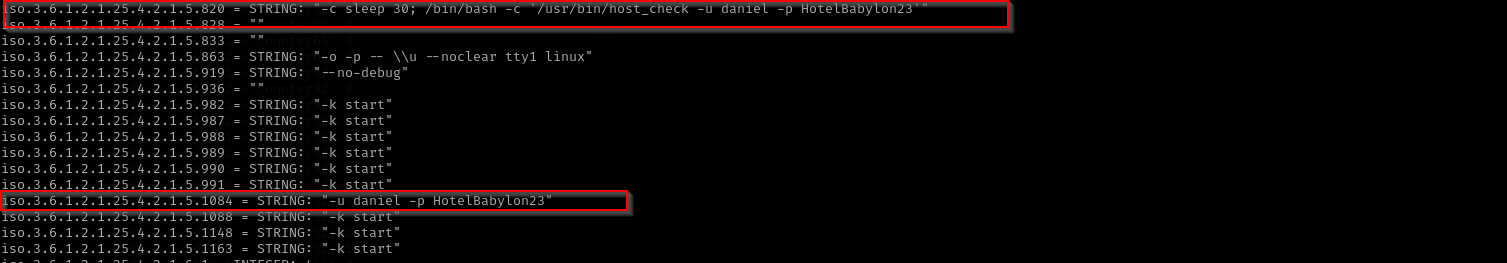 iso.3.6.1.2.1.25.4.2.1.5.820 = STRING: "-c sleep 30; /bin/bash -c '/usr/bin/host_check -u daniel -p HotelBabylon23'"
iso.3.6.1.2.1.25.4.2.1.5.828 = ""
iso.3.6.1.2.1.25.4.2.1.5.833 = ""
iso.3.6.1.2.1.25.4.2.1.5.863 = STRING: "-o -p -- \\u --noclear tty1 linux"
iso.3.6.1.2.1.25.4.2.1.5.919 = STRING: "--no-debug"
iso.3.6.1.2.1.25.4.2.1.5.936 = ""
iso.3.6.1.2.1.25.4.2.1.5.982 = STRING: "-k start"
iso.3.6.1.2.1.25.4.2.1.5.987 = STRING: "-k start"
iso.3.6.1.2.1.25.4.2.1.5.988 = STRING: "-k start"
iso.3.6.1.2.1.25.4.2.1.5.989 = STRING: "-k start"
iso.3.6.1.2.1.25.4.2.1.5.990 = STRING: "-k start"
iso.3.6.1.2.1.25.4.2.1.5.991 = STRING: "-k start"
iso.3.6.1.2.1.25.4.2.1.5.1084 = STRING: "-u daniel -p HotelBabylon23"
iso.3.6.1.2.1.25.4.2.1.5.1088 = STRING: "-k start"
iso.3.6.1.2.1.25.4.2.1.5.1148 = STRING: "-k start"
iso.3.6.1.2.1.25.4.2.1.5.1163 = STRING: "-k start"